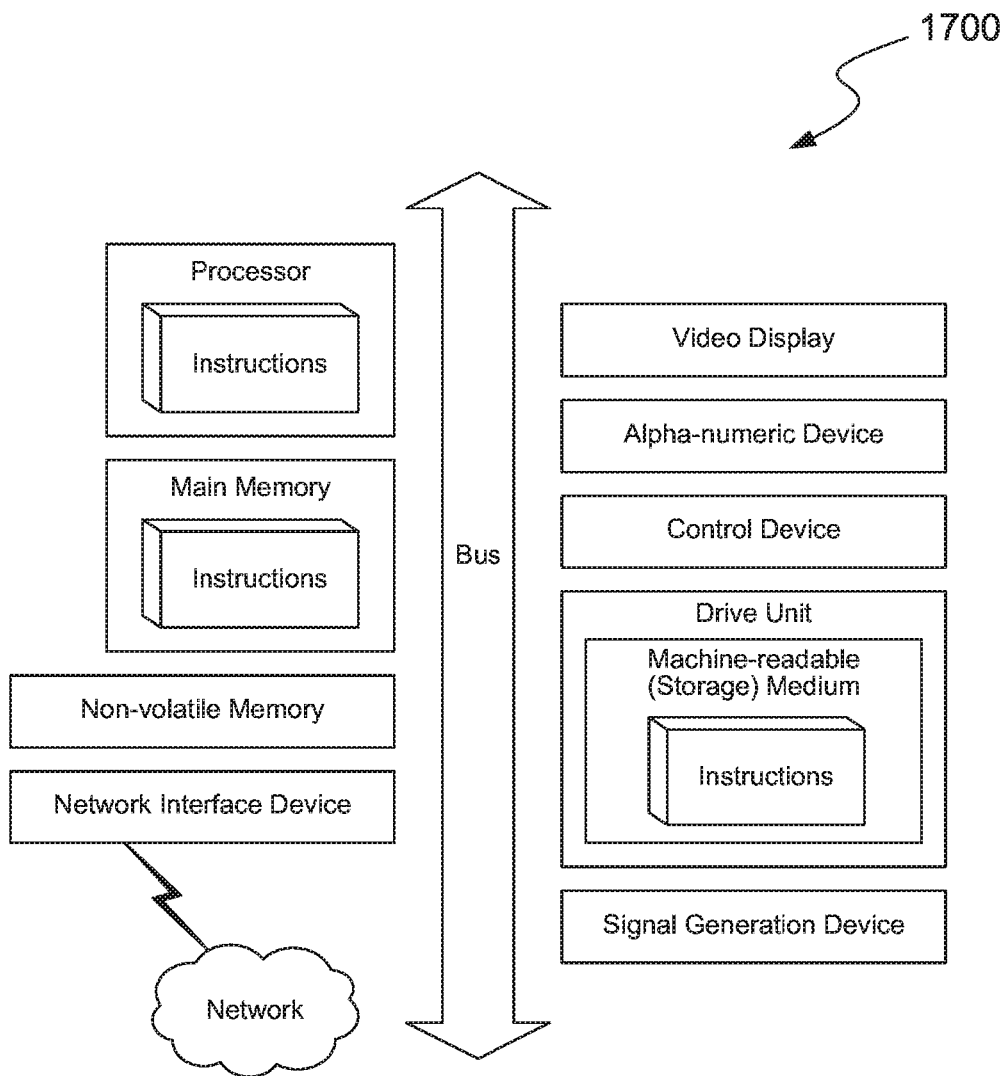 1700
Processor
Instructions
Main Memory
Instructions
Non-volatile Memory
Network Interface Device
Network
Bus
Video Display
Alpha-numeric Device
Control Device
Drive Unit
Machine-readable
(Storage) Medium
Instructions
Signal Generation Device